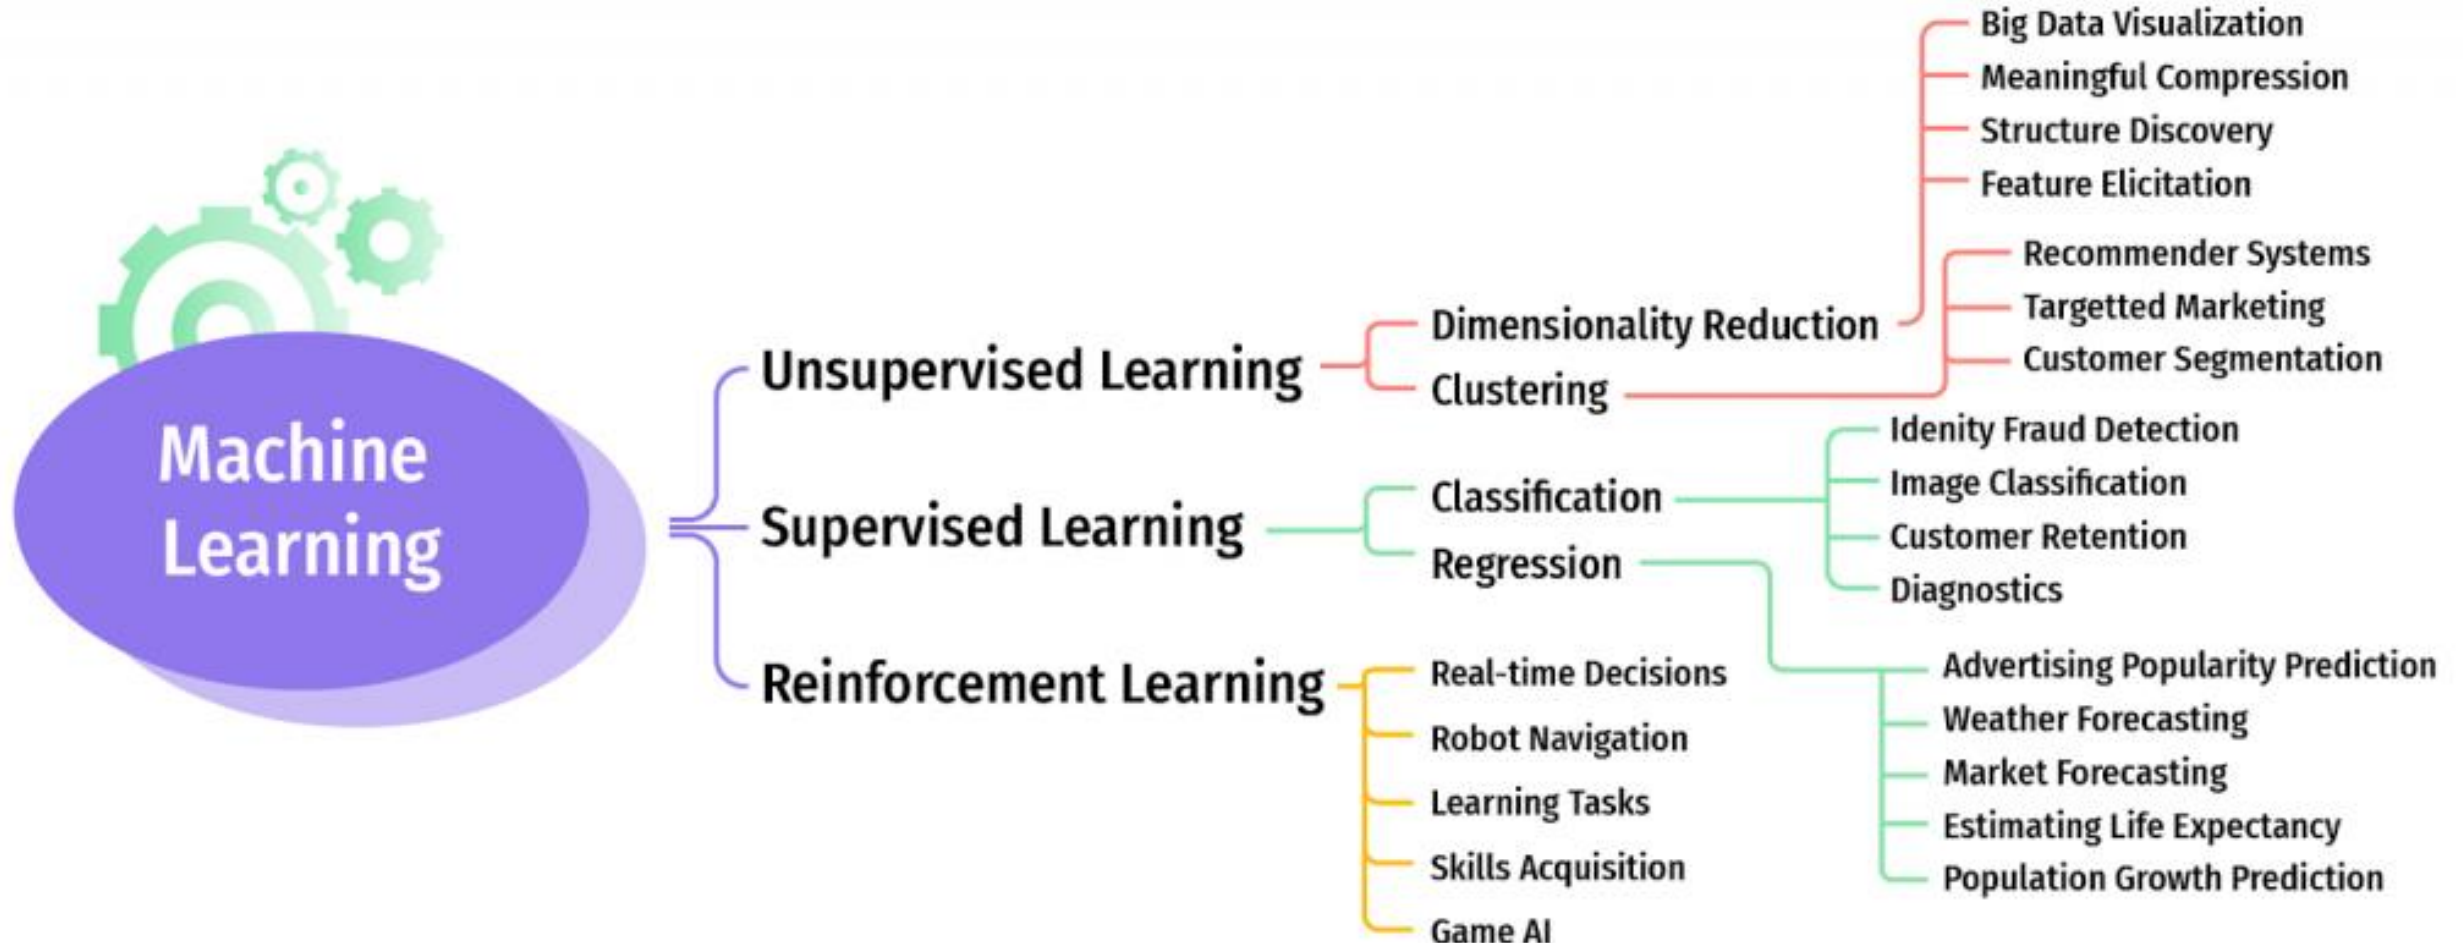 Machine
Learning
Unsupervised Learning
Dimensionality Reduction
Big Data Visualization
Meaningful Compression
Structure Discovery
Feature Elicitation
Clustering
Recommender Systems
Targetted Marketing
Customer Segmentation
Supervised Learning
Classification
Idenity Fraud Detection
Image Classification
Customer Retention
Diagnostics
Regression
Advertising Popularity Prediction
Weather Forecasting
Market Forecasting
Estimating Life Expectancy
Population Growth Prediction
Reinforcement Learning
Real-time Decisions
Robot Navigation
Learning Tasks
Skills Acquisition
Game AI